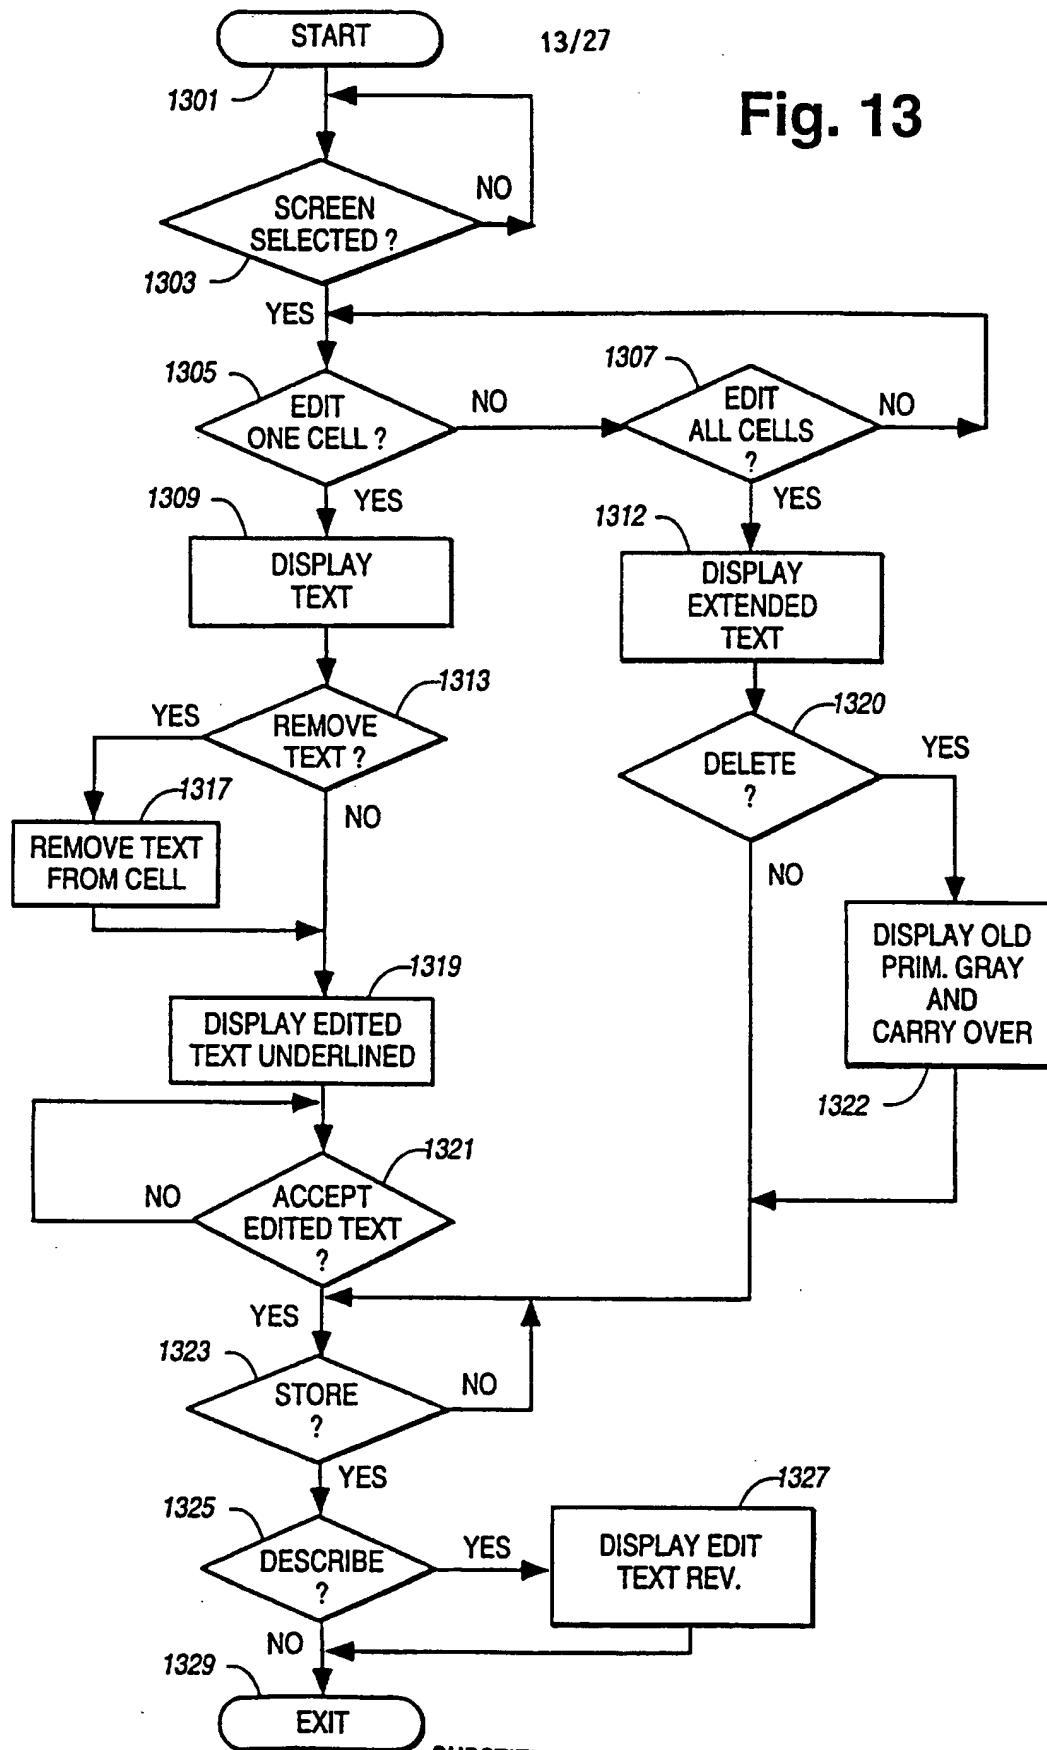 START
13/27
1301
Fig. 13
NO
SCREEN
SELECTED ?
1303
YES
1305
EDIT
ONE CELL ?
NO
1307
EDIT
ALL CELLS
?
NO
YES
1309
DISPLAY
TEXT
YES
1312
DISPLAY
EXTENDED
TEXT
1313
REMOVE
TEXT ?
YES
NO
1317
REMOVE TEXT
FROM CELL
1320
DELETE
?
YES
NO
DISPLAY OLD
PRIM. GRAY
AND
CARRY OVER
1322
1319
DISPLAY EDITED
TEXT UNDERLINED
1321
ACCEPT
EDITED TEXT
?
NO
YES
1323
STORE
?
NO
YES
1325
DESCRIBE
?
YES
1327
DISPLAY EDIT
TEXT REV.
NO
1329
EXIT